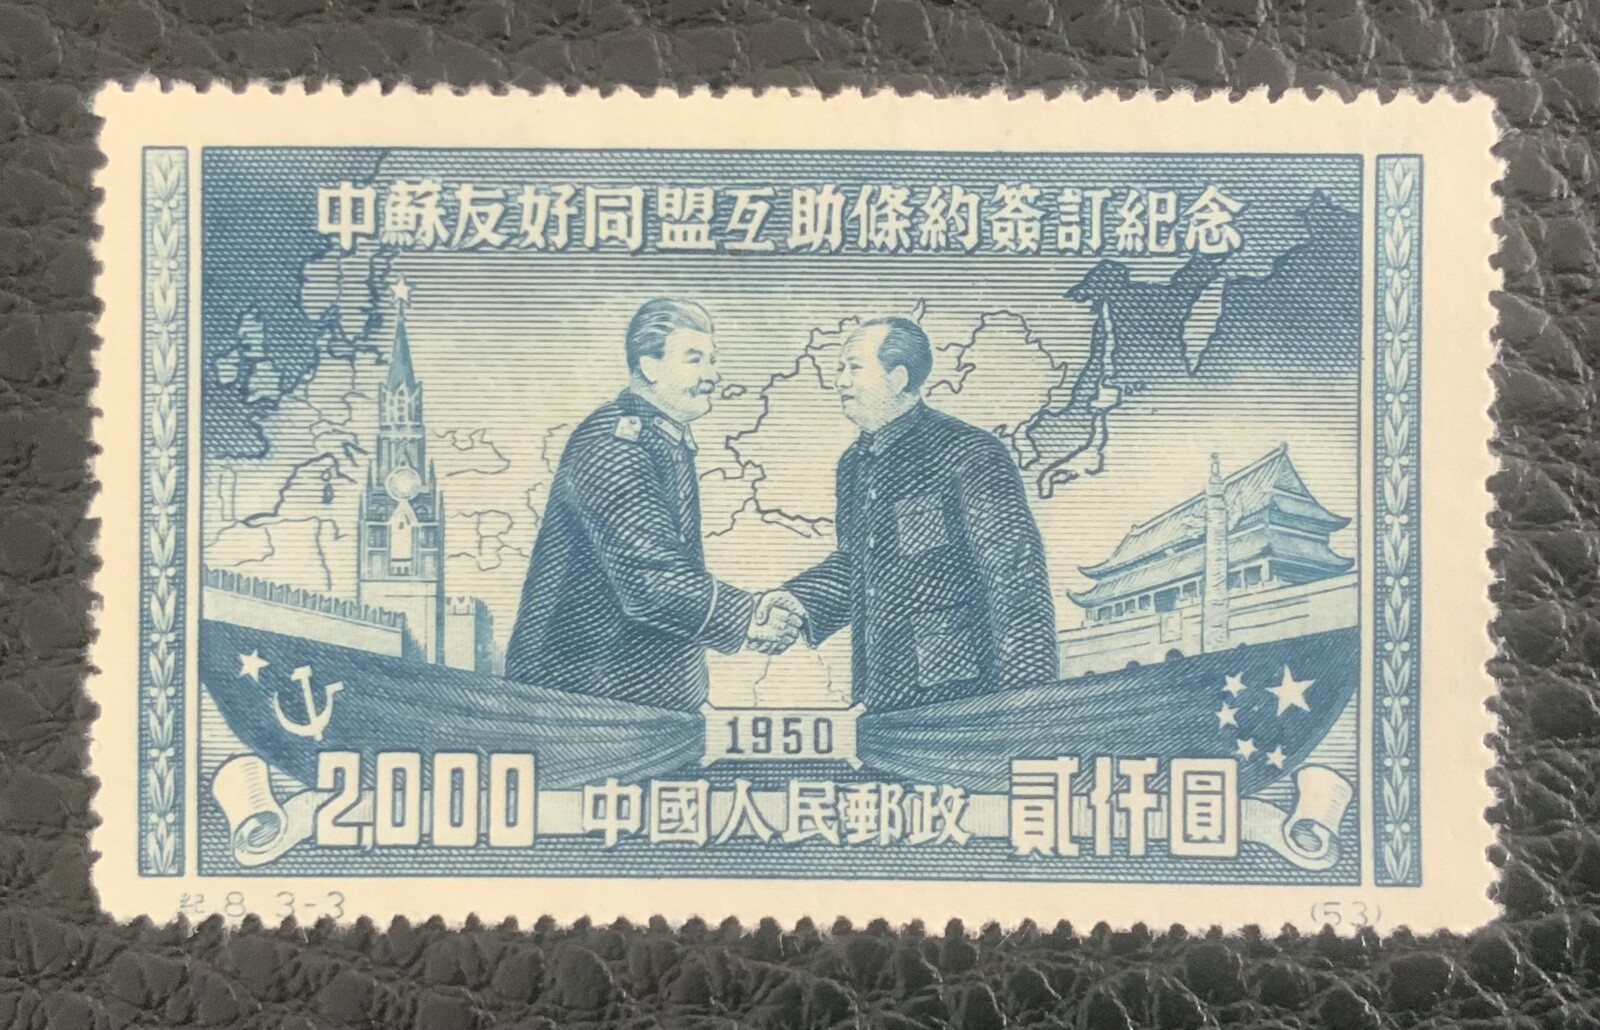 中蘇友好同盟互助條約簽訂紀念
1950
2,000 中國人民郵政 貳仟圓
紀 8. 3-3 (53)